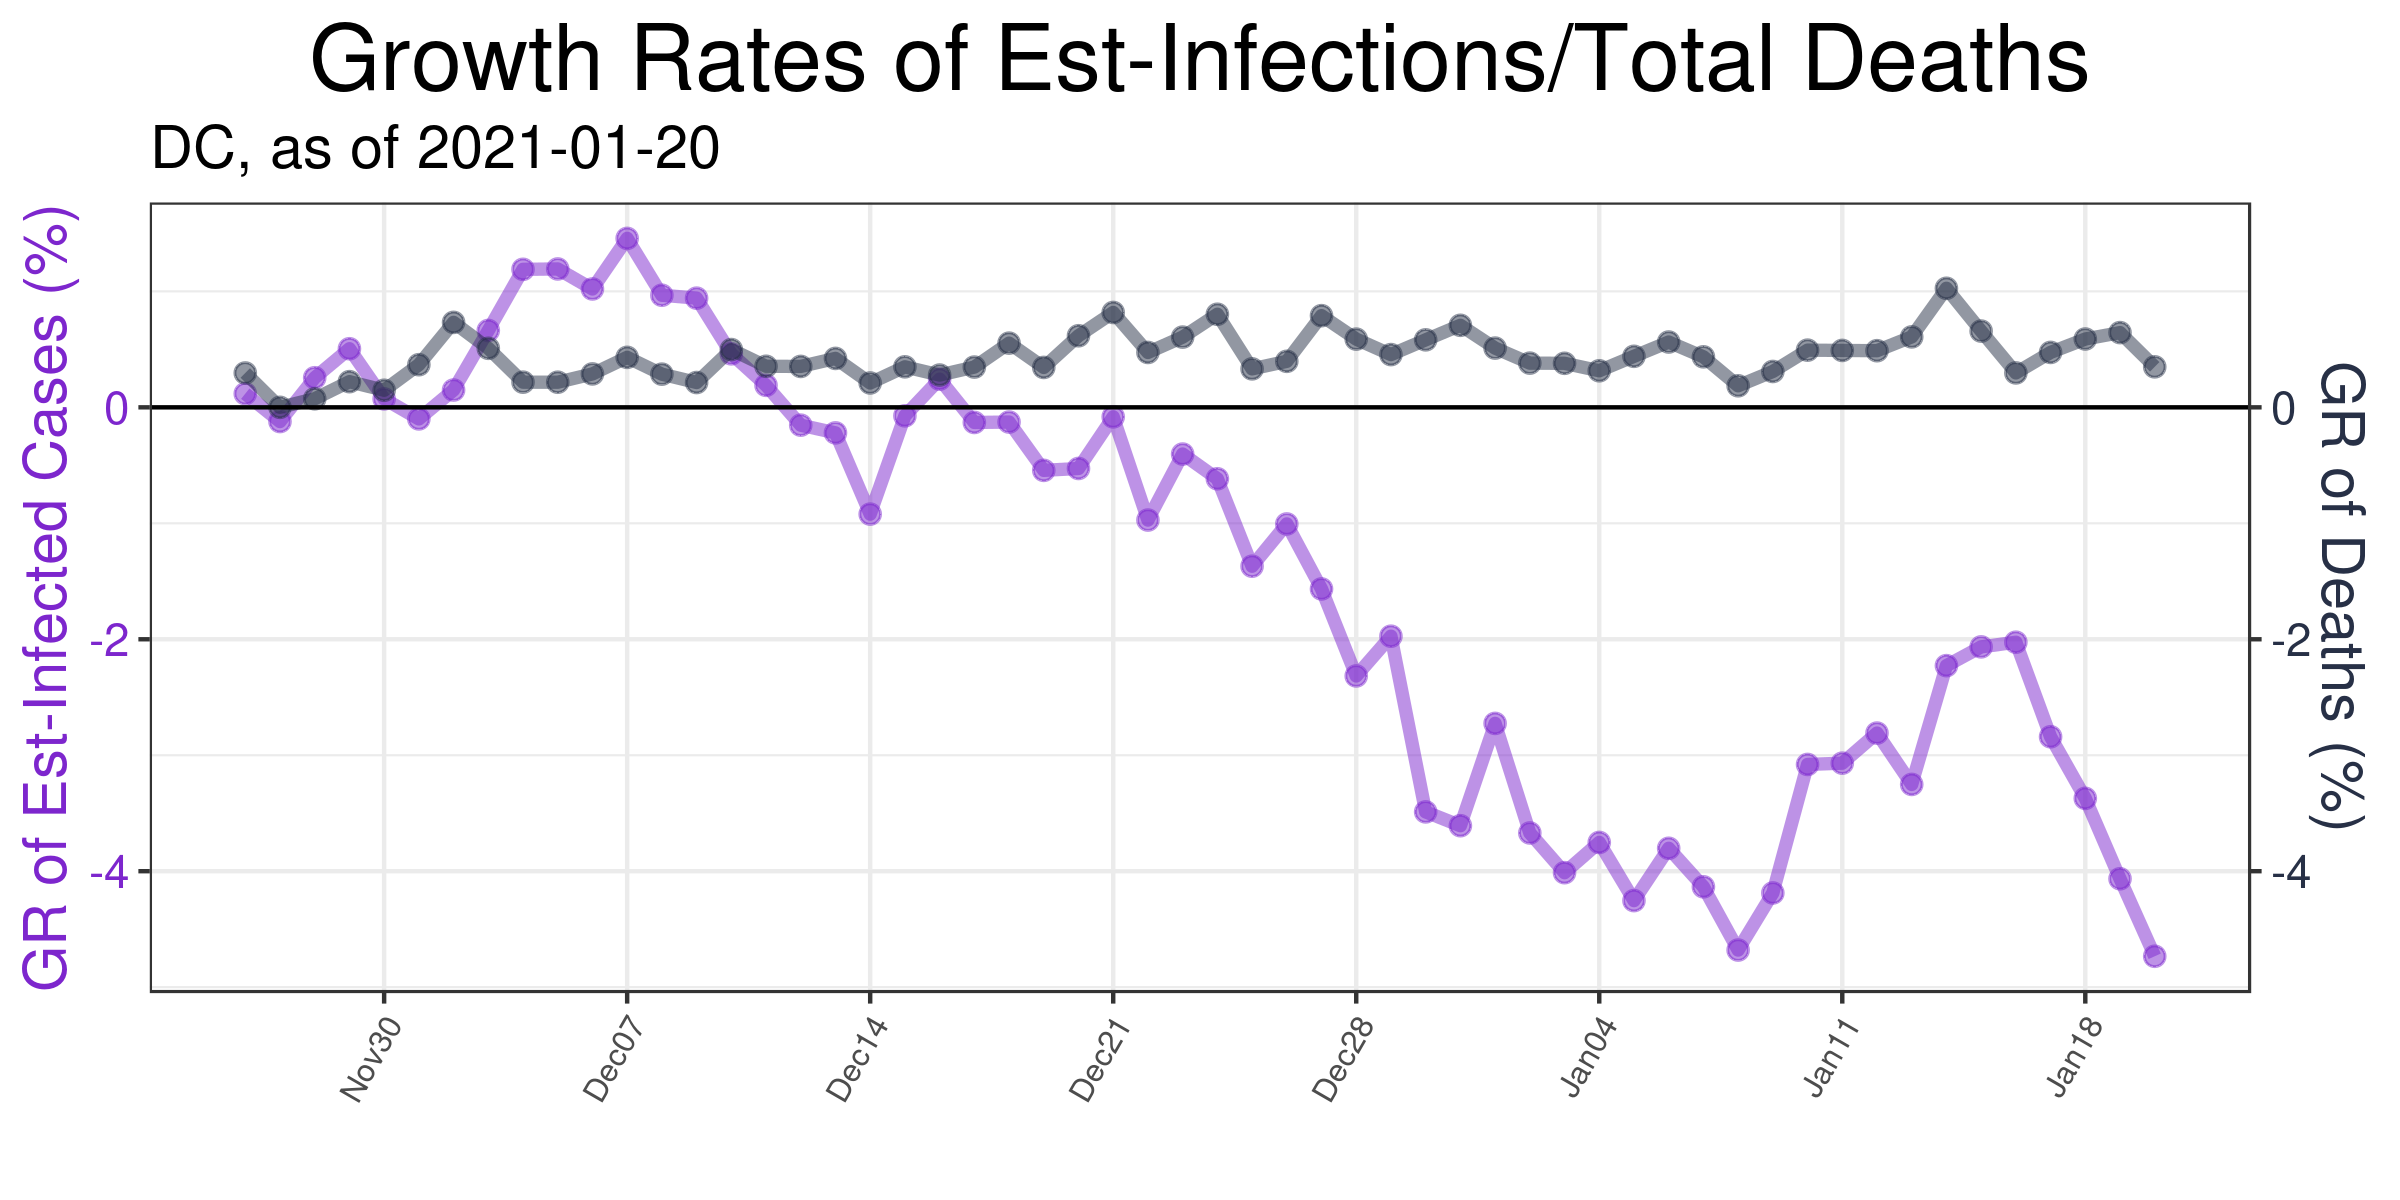 Growth Rates of Est-Infections/Total Deaths
DC, as of 2021-01-20
GR of Est-Infected Cases (%)
0
-2
-4
0
-2
-4
GR of Deaths (%)
Nov30
Dec07
Dec14
Dec21
Dec28
Jan04
Jan11
Jan18